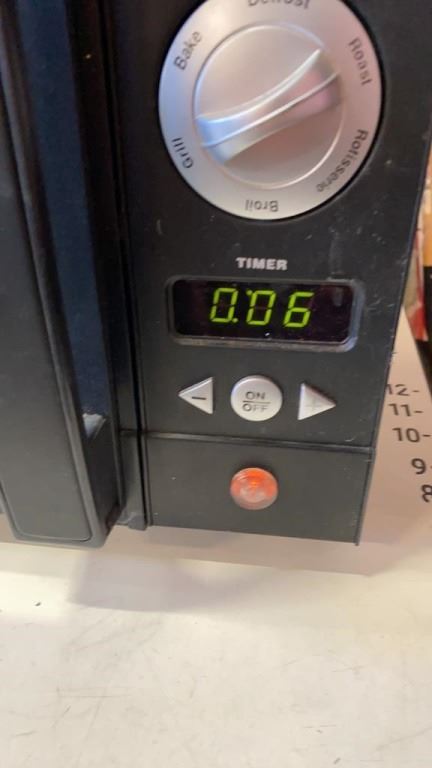 Defrost
Bake
Roast
Grill
Rotisserie
Broil
TIMER
0:06
ON
OFF
12-
11-
10-
9-
8